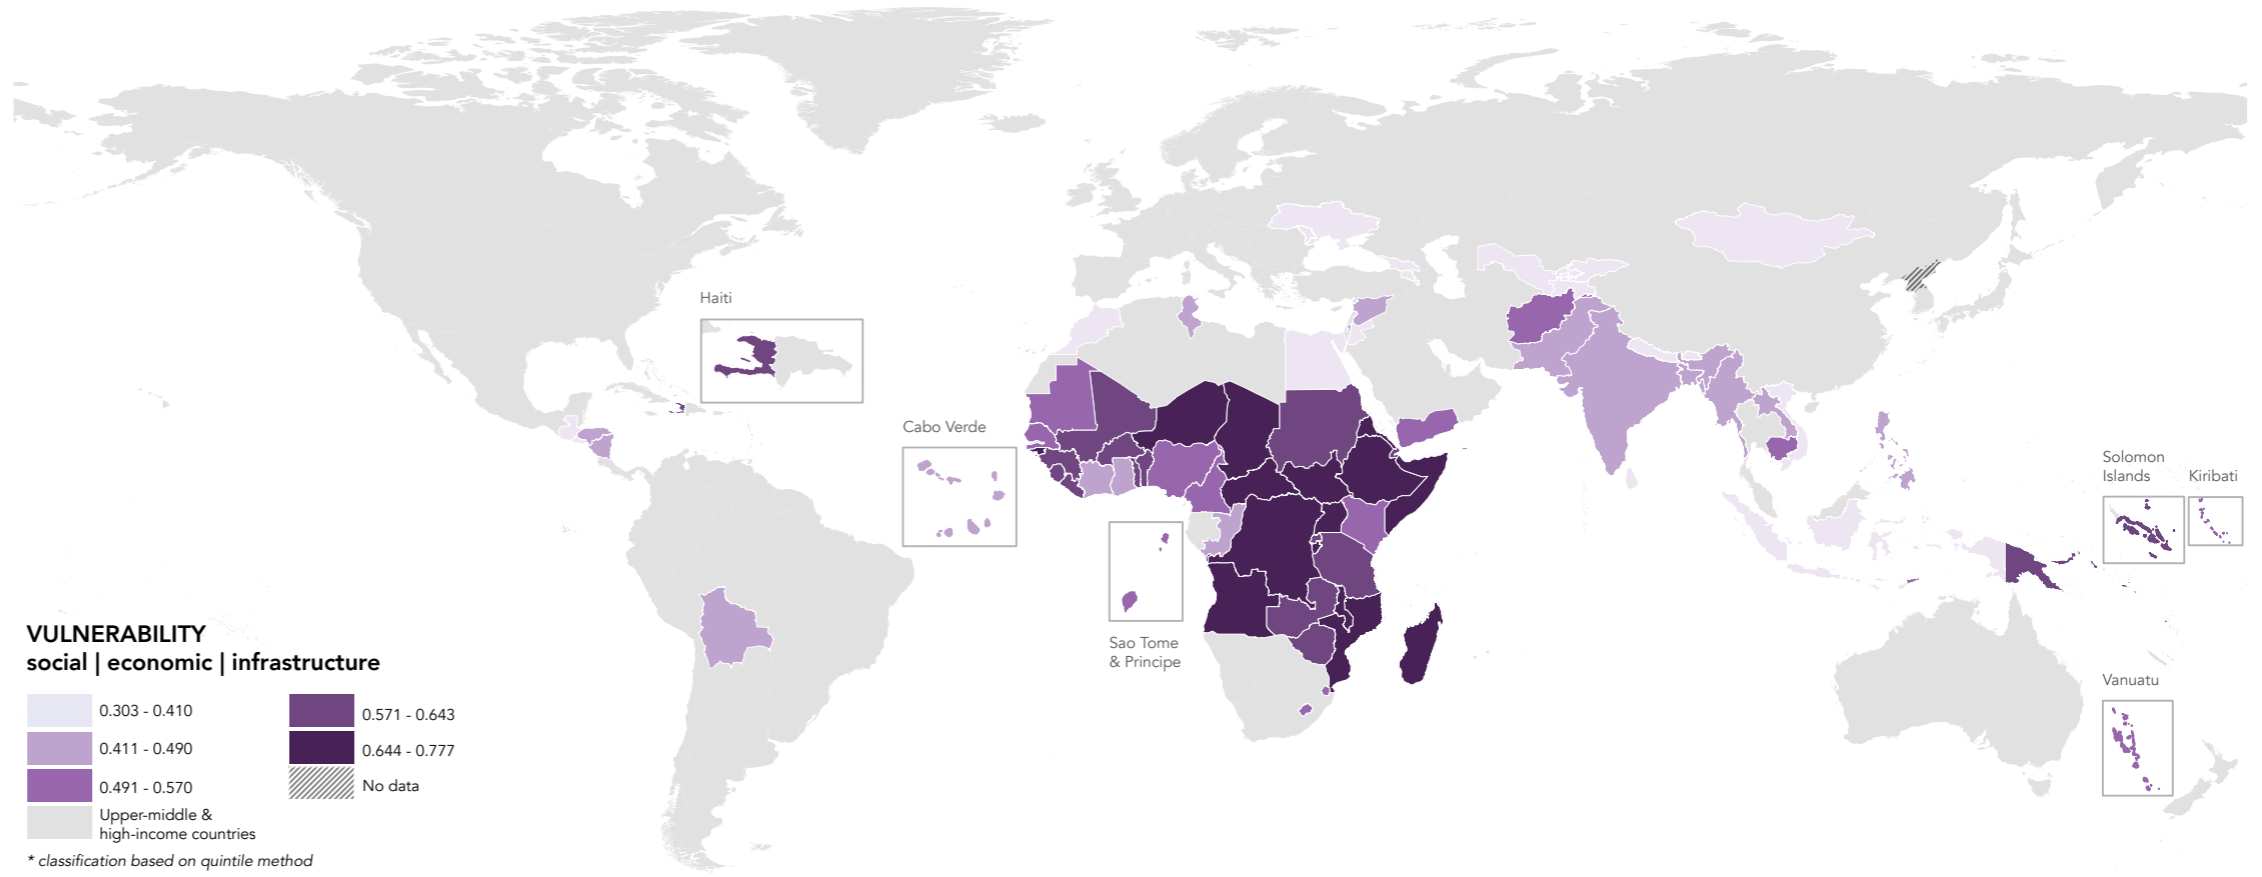 Haiti
Cabo Verde
Solomon
Islands
Kiribati
Sao Tome
& Principe
Vanuatu
VULNERABILITY
social | economic | infrastructure
0.303 - 0.410
0.411 - 0.490
0.491 - 0.570
Upper-middle &
high-income countries
0.571 - 0.643
0.644 - 0.777
No data
* classification based on quintile method